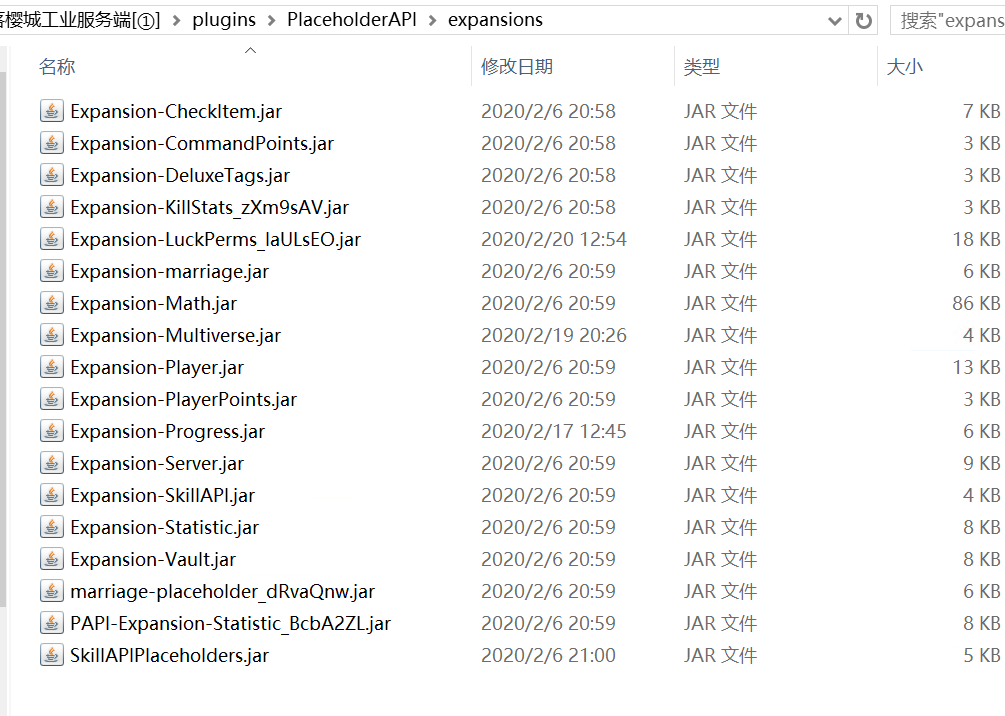 落樱城工业服务端[①] > plugins > PlaceholderAPI > expansions 搜索"expans
名称 修改日期 类型 大小
Expansion-CheckItem.jar 2020/2/6 20:58 JAR 文件 7 KB
Expansion-CommandPoints.jar 2020/2/6 20:58 JAR 文件 3 KB
Expansion-DeluxeTags.jar 2020/2/6 20:58 JAR 文件 3 KB
Expansion-KillStats_zXm9sAV.jar 2020/2/6 20:58 JAR 文件 3 KB
Expansion-LuckPerms_laULsEO.jar 2020/2/20 12:54 JAR 文件 18 KB
Expansion-marriage.jar 2020/2/6 20:59 JAR 文件 6 KB
Expansion-Math.jar 2020/2/6 20:59 JAR 文件 86 KB
Expansion-Multiverse.jar 2020/2/19 20:26 JAR 文件 4 KB
Expansion-Player.jar 2020/2/6 20:59 JAR 文件 13 KB
Expansion-PlayerPoints.jar 2020/2/6 20:59 JAR 文件 3 KB
Expansion-Progress.jar 2020/2/17 12:45 JAR 文件 6 KB
Expansion-Server.jar 2020/2/6 20:59 JAR 文件 9 KB
Expansion-SkillAPI.jar 2020/2/6 20:59 JAR 文件 4 KB
Expansion-Statistic.jar 2020/2/6 20:59 JAR 文件 8 KB
Expansion-Vault.jar 2020/2/6 20:59 JAR 文件 8 KB
marriage-placeholder_dRvaQnw.jar 2020/2/6 20:59 JAR 文件 6 KB
PAPI-Expansion-Statistic_BcbA2ZL.jar 2020/2/6 20:59 JAR 文件 8 KB
SkillAPIPlaceholders.jar 2020/2/6 21:00 JAR 文件 5 KB